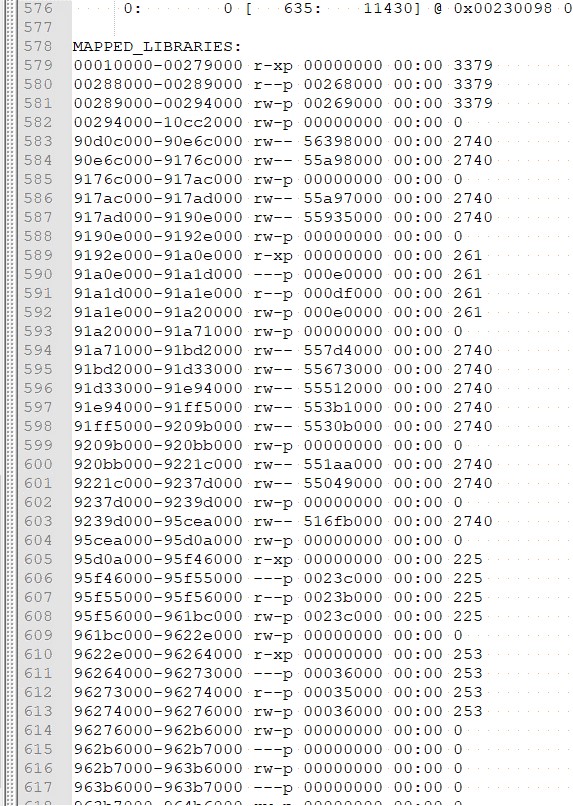 576 0: 0 [ 635: 11430] @ 0x00230098 0
577
578 MAPPED_LIBRARIES:
579 00010000-00279000 r-xp 00000000 00:00 3379
580 00288000-00289000 r--p 00268000 00:00 3379
581 00289000-00294000 rw-p 00269000 00:00 3379
582 00294000-10cc2000 rw-p 00000000 00:00 0
583 90d0c000-90e6c000 rw-- 56398000 00:00 2740
584 90e6c000-9176c000 rw-- 55a98000 00:00 2740
585 9176c000-917ac000 rw-p 00000000 00:00 0
586 917ac000-917ad000 rw-- 55a97000 00:00 2740
587 917ad000-9190e000 rw-- 55935000 00:00 2740
588 9190e000-9192e000 rw-p 00000000 00:00 0
589 9192e000-91a0e000 r-xp 00000000 00:00 261
590 91a0e000-91a1d000 ---p 000e0000 00:00 261
591 91a1d000-91a1e000 r--p 000df000 00:00 261
592 91a1e000-91a20000 rw-p 000e0000 00:00 261
593 91a20000-91a71000 rw-p 00000000 00:00 0
594 91a71000-91bd2000 rw-- 557d4000 00:00 2740
595 91bd2000-91d33000 rw-- 55673000 00:00 2740
596 91d33000-91e94000 rw-- 55512000 00:00 2740
597 91e94000-91ff5000 rw-- 553b1000 00:00 2740
598 91ff5000-9209b000 rw-- 5530b000 00:00 2740
599 9209b000-920bb000 rw-p 00000000 00:00 0
600 920bb000-9221c000 rw-- 551aa000 00:00 2740
601 9221c000-9237d000 rw-- 55049000 00:00 2740
602 9237d000-9239d000 rw-p 00000000 00:00 0
603 9239d000-95cea000 rw-- 516fb000 00:00 2740
604 95cea000-95d0a000 rw-p 00000000 00:00 0
605 95d0a000-95f46000 r-xp 00000000 00:00 225
606 95f46000-95f55000 ---p 0023c000 00:00 225
607 95f55000-95f56000 r--p 0023b000 00:00 225
608 95f56000-961bc000 rw-p 0023c000 00:00 225
609 961bc000-9622e000 rw-p 00000000 00:00 0
610 9622e000-96264000 r-xp 00000000 00:00 253
611 96264000-96273000 ---p 00036000 00:00 253
612 96273000-96274000 r--p 00035000 00:00 253
613 96274000-96276000 rw-p 00036000 00:00 253
614 96276000-962b6000 rw-p 00000000 00:00 0
615 962b6000-962b7000 ---p 00000000 00:00 0
616 962b7000-963b6000 rw-p 00000000 00:00 0
617 963b6000-963b7000 ---p 00000000 00:00 0